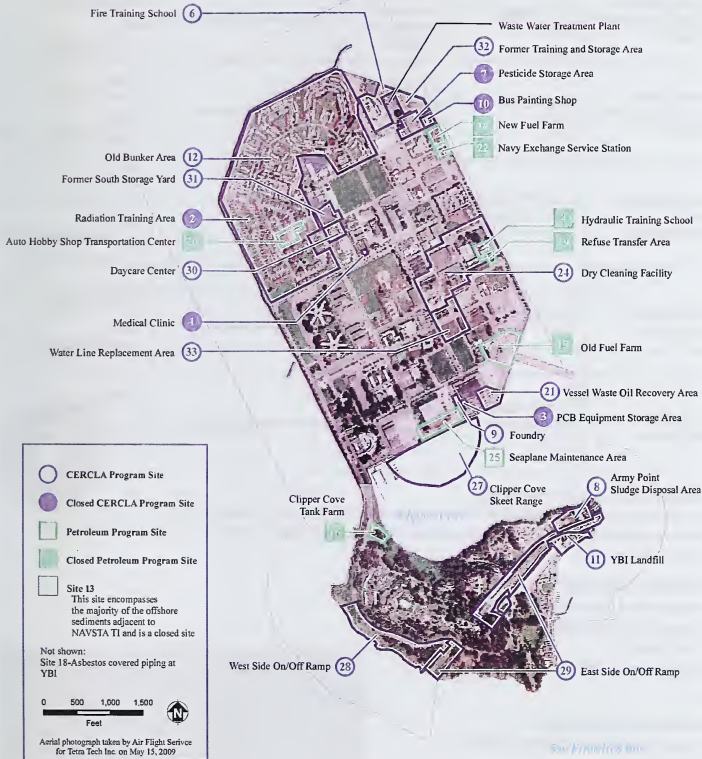 Fire Training School 6
Waste Water Treatment Plant
32 Former Training and Storage Area
7 Pesticide Storage Area
10 Bus Painting Shop
New Fuel Farm
22 Navy Exchange Service Station
Old Bunker Area 12
Former South Storage Yard
31
Radiation Training Area 2
Auto Hobby Shop Transportation Center
Daycare Center 30
Hydraulic Training School
Refuse Transfer Area
24 Dry Cleaning Facility
Medical Clinic 1
Water Line Replacement Area 33
Old Fuel Farm
21 Vessel Waste Oil Recovery Area
3 PCB Equipment Storage Area
9 Foundry
25 Seaplane Maintenance Area
27 Clipper Cove
Skeet Range
Clipper Cove
Tank Farm
8 Army Point
Sludge Disposal Area
11 YBI Landfill
West Side On/Off Ramp 28
29 East Side On/Off Ramp
San Francisco Bay
CERCLA Program Site
Closed CERCLA Program Site
Petroleum Program Site
Closed Petroleum Program Site
Site 13
This site encompasses
the majority of the offshore
sediments adjacent to
NAVSTA TI and is a closed site
Not shown:
Site 18-Asbestos covered piping at
YBI
0 500 1,000 1,500
Feet
N
Aerial photograph taken by Air Flight Serivce
for Tetra Tech Inc. on May 15, 2009